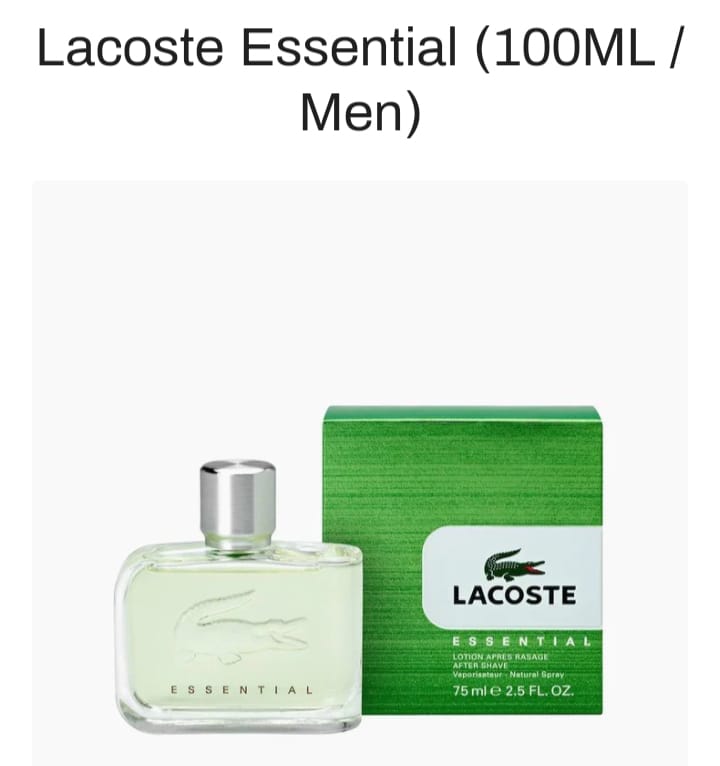 Lacoste Essential (100ML /
Men)
LACOSTE
ESSENTIAL
LOTION APRES RASAGE
AFTER SHAVE
Vaporisateur - Natural Spray
75 ml e 2.5 FL. OZ.
ESSENTIAL